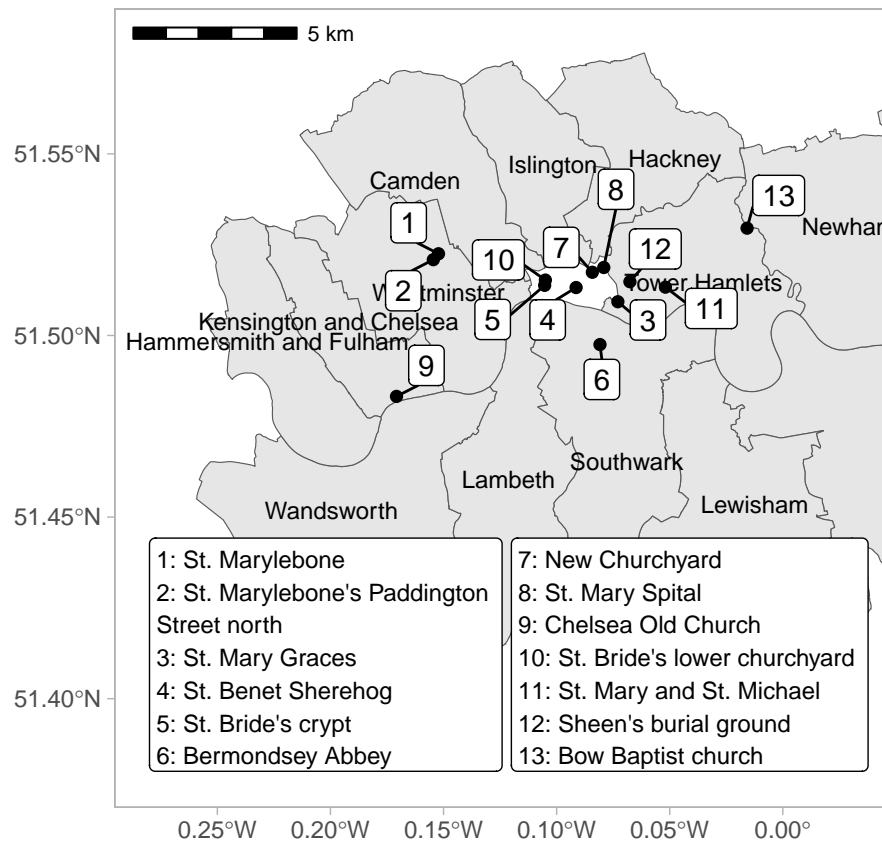 5 km
51.55°N
51.50°N
51.45°N
51.40°N
Hackney
Islington
Camden
8
13
1
Newham
7
12
10
2
Westminster
Tower Hamlets
5
4
3
11
Kensington and Chelsea
Hammersmith and Fulham
9
6
Southwark
Lambeth
Lewisham
Wandsworth
1: St. Marylebone
2: St. Marylebone's Paddington
Street north
3: St. Mary Graces
4: St. Benet Sherehog
5: St. Bride's crypt
6: Bermondsey Abbey
7: New Churchyard
8: St. Mary Spital
9: Chelsea Old Church
10: St. Bride's lower churchyard
11: St. Mary and St. Michael
12: Sheen's burial ground
13: Bow Baptist church
0.25°W 0.20°W 0.15°W 0.10°W 0.05°W 0.00°